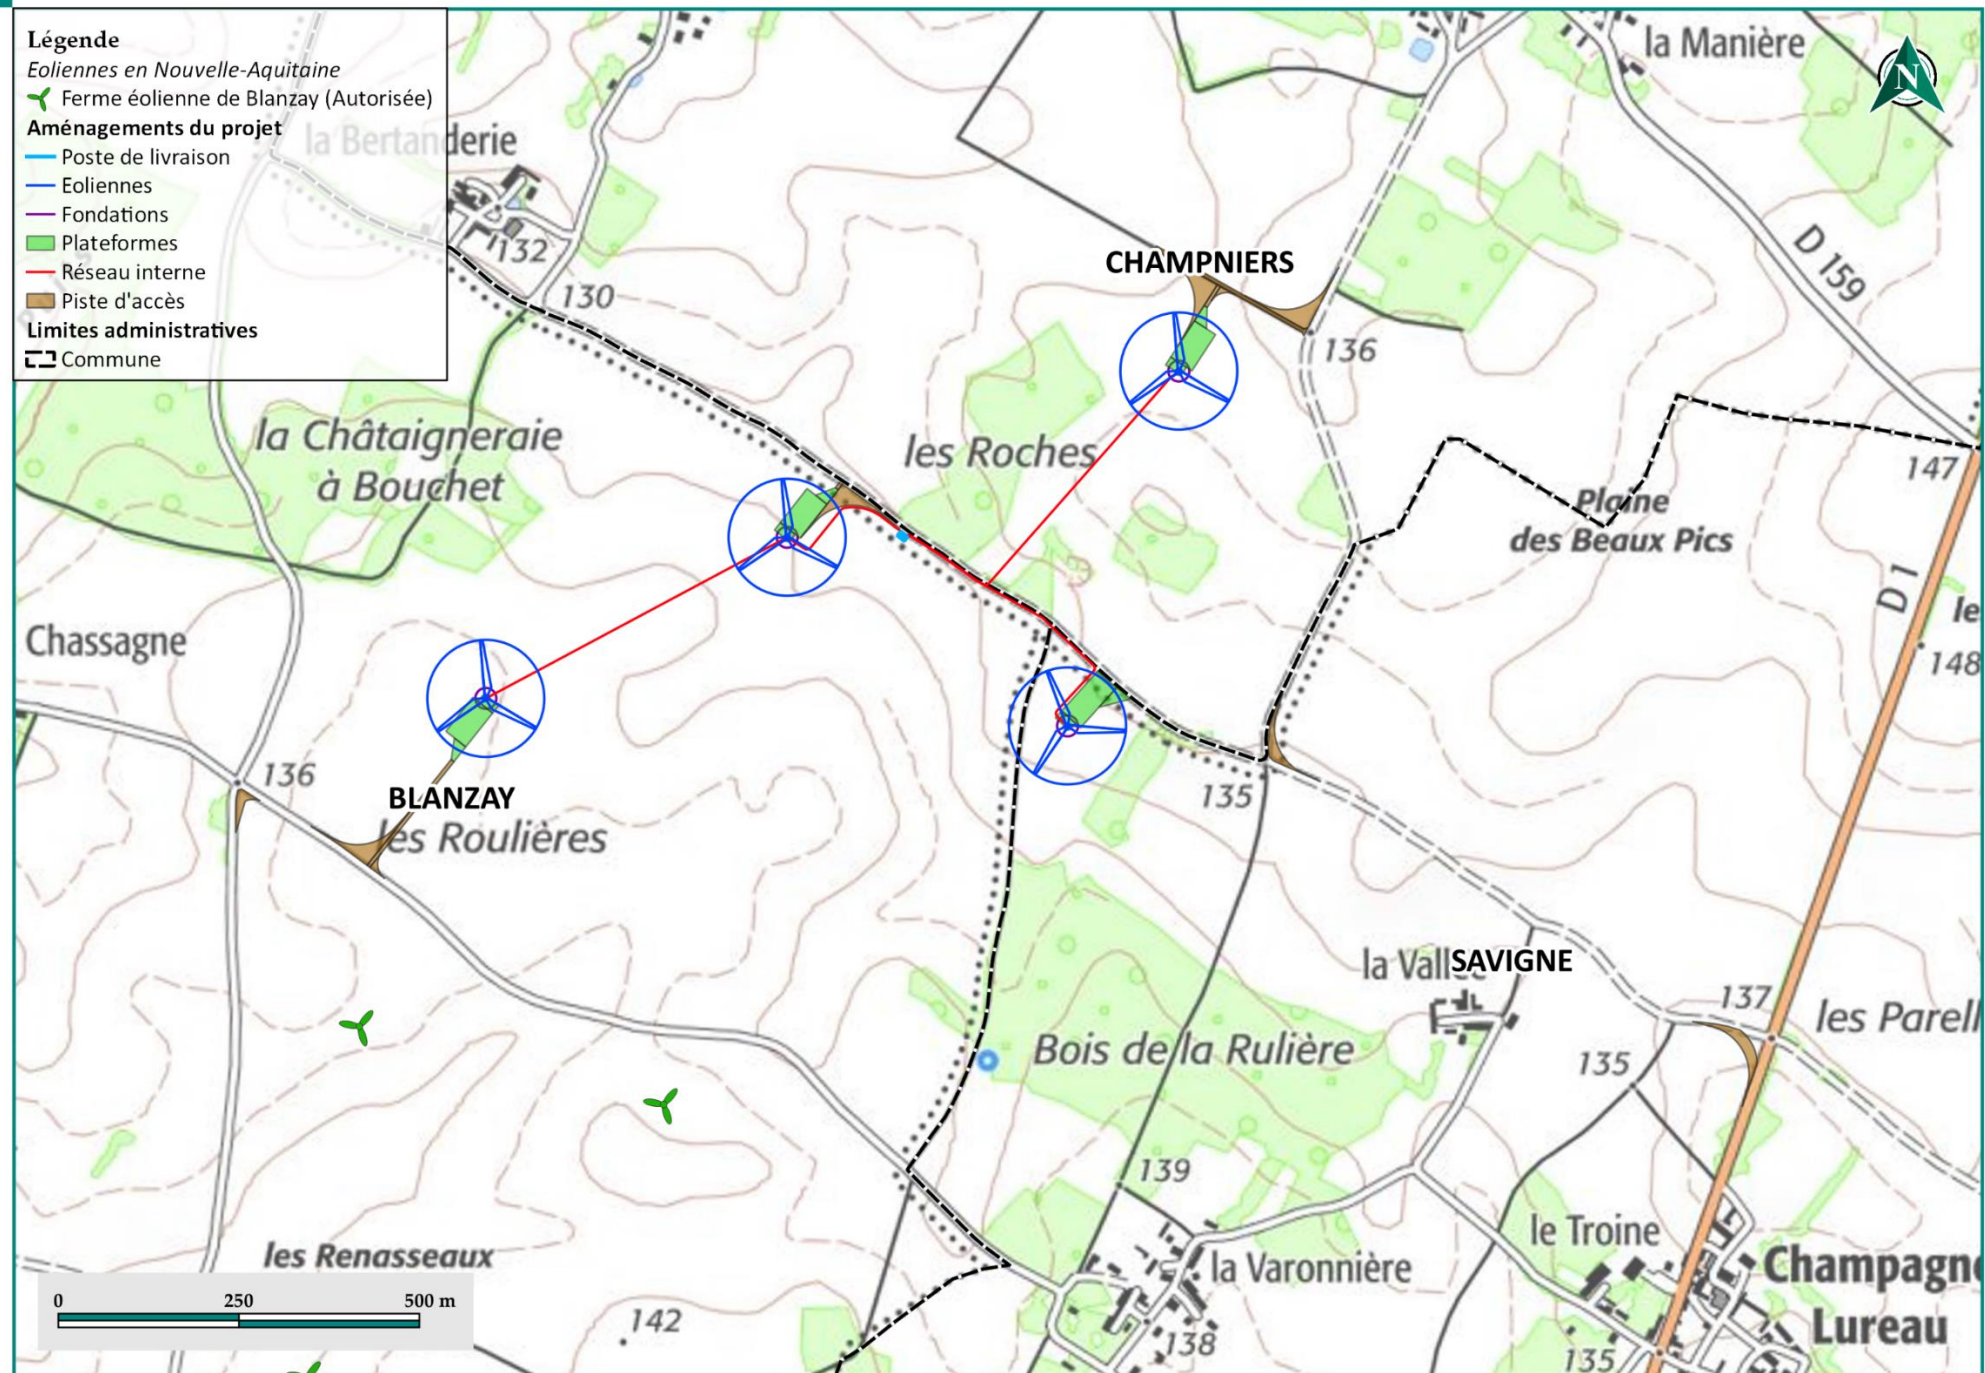 Légende
Eoliennes en Nouvelle-Aquitaine
Ferme éolienne de Blanzay (Autorisée)
Aménagements du projet
Poste de livraison
Eoliennes
Fondations
Plateformes
Réseau interne
Piste d'accès
Limites administratives
Commune
la Manière
N
la Bertanderie
132
130
CHAMPNIERS
D 159
136
la Châtaigneraie
à Bouchet
les Roches
147
Plaine
des Beaux Pics
D 1
le
148
Chassagne
136
BLANZAY
les Roulières
135
la Vallée
SAVIGNE
137
les Parell
Bois de la Rulière
135
139
le Troine
la Varonnière
Champagne
Lureau
les Renasseaux
0 250 500 m
142
138
135